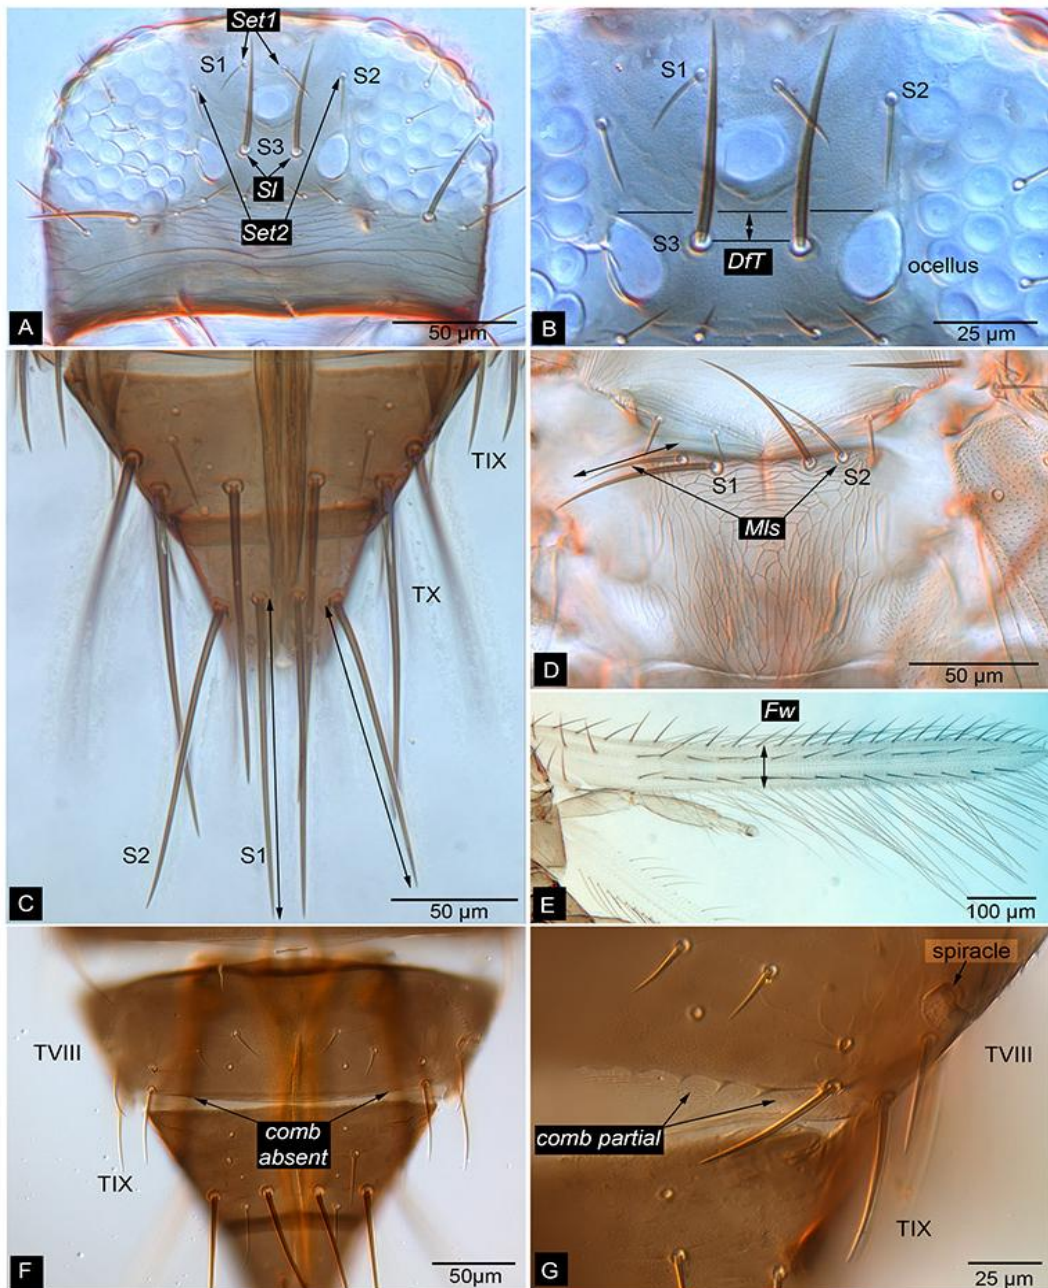 Set1
S1
S2
S3
SI
Set2
A
50 µm
S1
S2
S3
DfT
ocellus
B
25 µm
TIX
TX
S2
S1
C
50 µm
S1
S2
Mls
D
50 µm
Fw
E
100 µm
TVIII
comb
absent
TIX
F
50µm
spiracle
TVIII
comb partial
TIX
G
25 µm